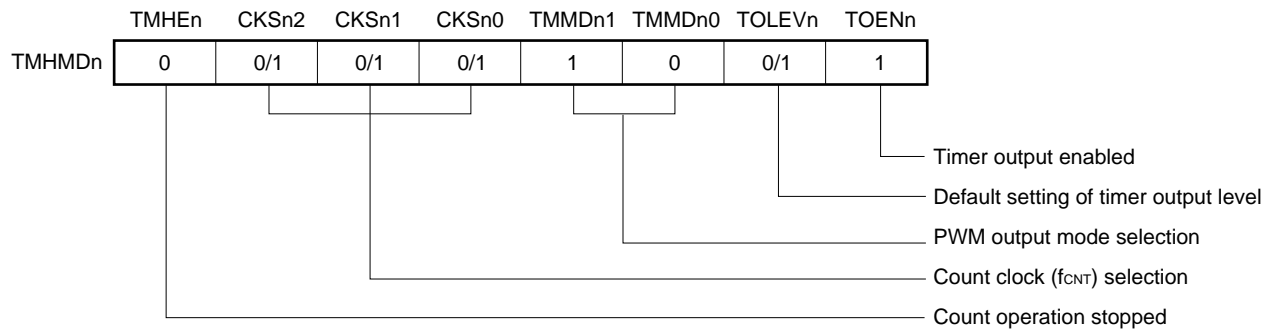 TMHEn CKSn2 CKSn1 CKSn0 TMMDn1 TMMDn0 TOLEVn TOENn
TMHMDn 0 0/1 0/1 0/1 1 0 0/1 1
Timer output enabled
Default setting of timer output level
PWM output mode selection
Count clock (fCNT) selection
Count operation stopped